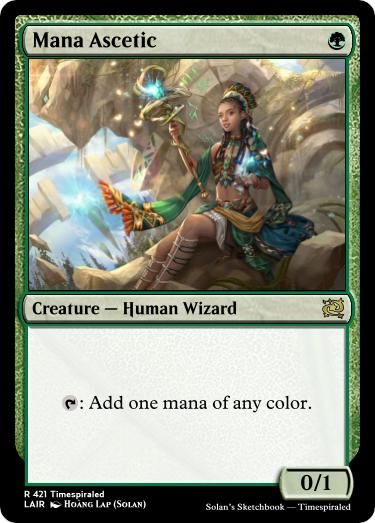 Mana Ascetic
Creature — Human Wizard
: Add one mana of any color.
0/1
R 421 Timespiraled
LAIR Hoàng Lap (Solan)
Solan's Sketchbook — Timespiraled